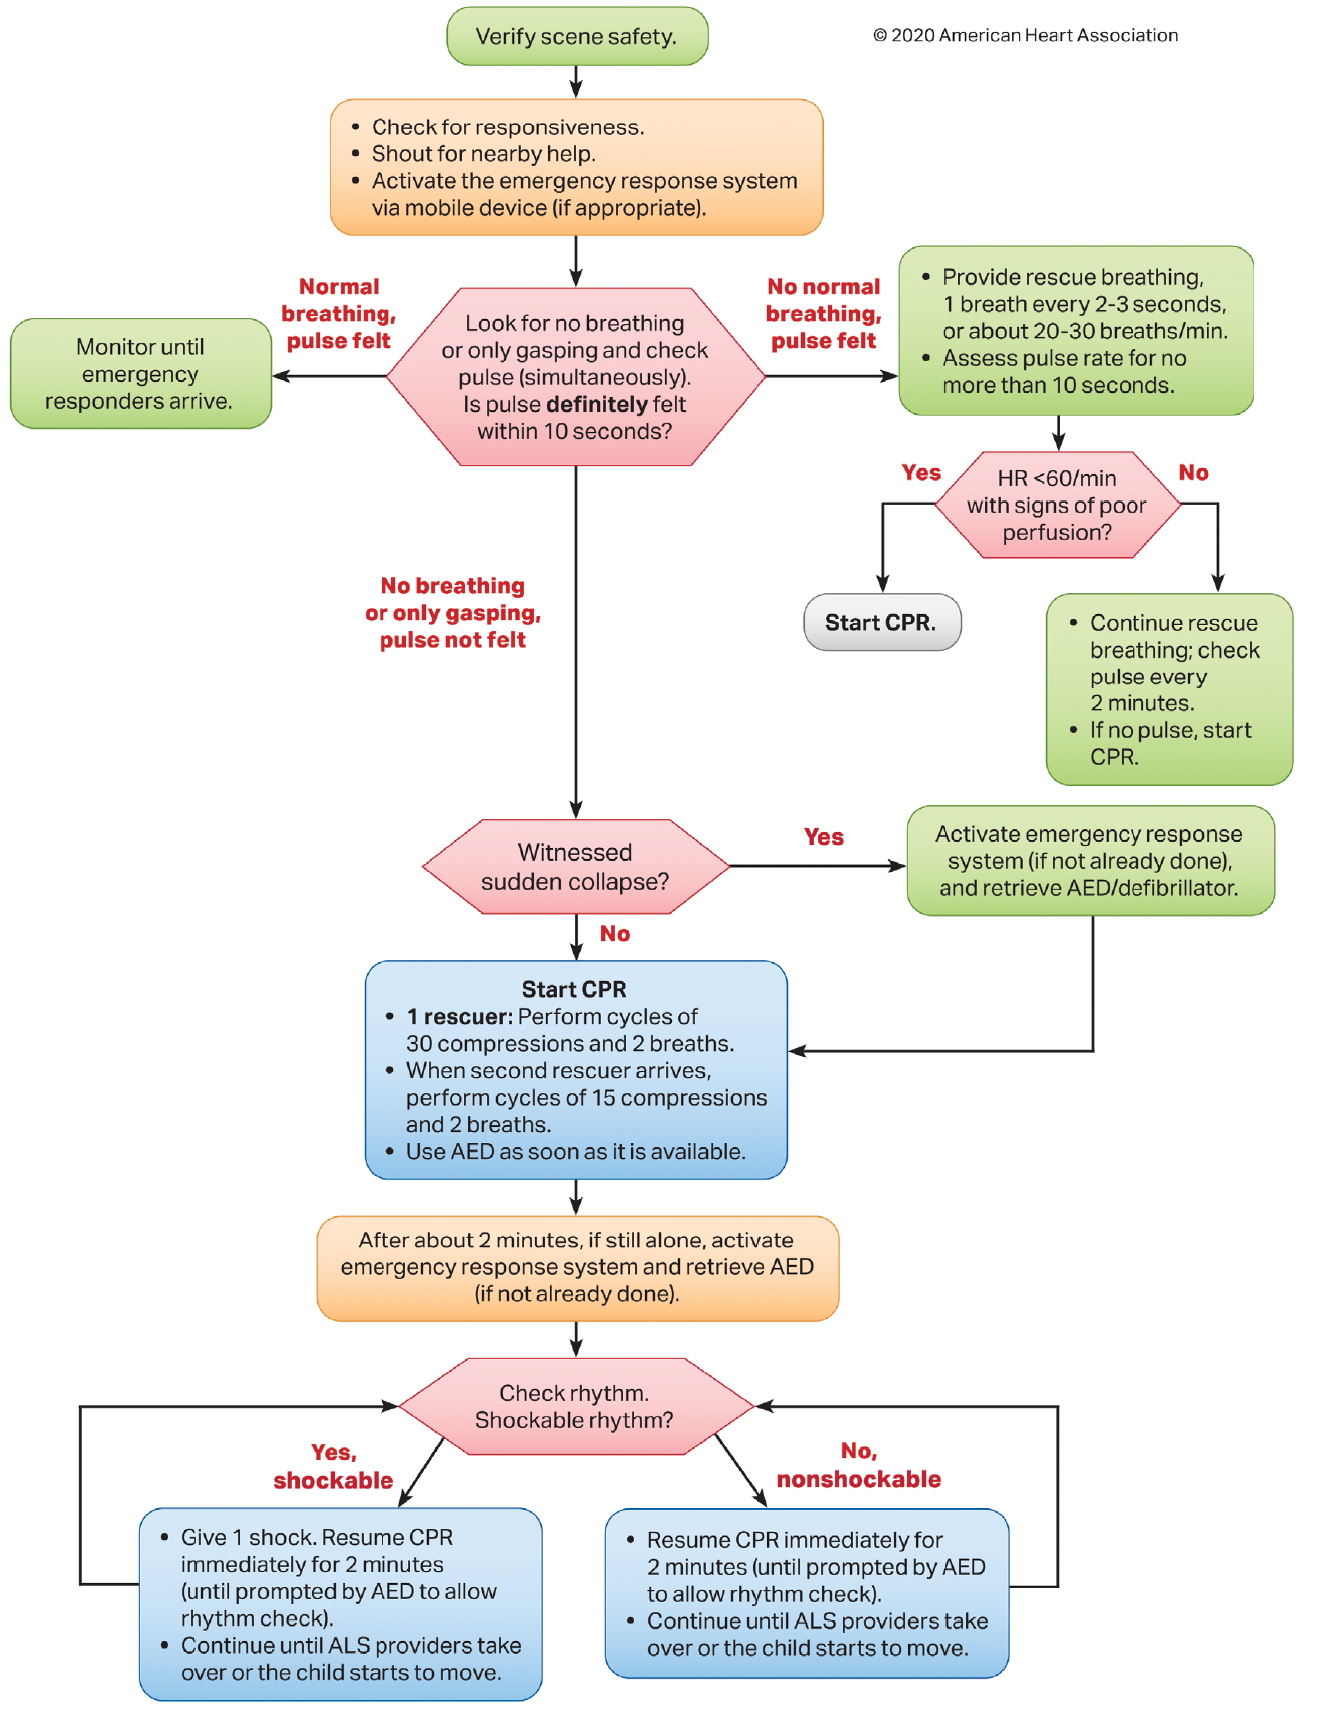 Verify scene safety.
© 2020 American Heart Association
• Check for responsiveness.
• Shout for nearby help.
• Activate the emergency response system
via mobile device (if appropriate).
Normal
breathing,
pulse felt
No normal
breathing,
pulse felt
Look for no breathing
or only gasping and check
pulse (simultaneously).
Is pulse definitely felt
within 10 seconds?
Monitor until
emergency
responders arrive.
• Provide rescue breathing,
1 breath every 2-3 seconds,
or about 20-30 breaths/min.
• Assess pulse rate for no
more than 10 seconds.
Yes
HR <60/min
with signs of poor
perfusion?
No
Start CPR.
• Continue rescue
breathing; check
pulse every
2 minutes.
• If no pulse, start
CPR.
No breathing
or only gasping,
pulse not felt
Witnessed
sudden collapse?
Yes
Activate emergency response
system (if not already done),
and retrieve AED/defibrillator.
No
Start CPR
• 1 rescuer: Perform cycles of
30 compressions and 2 breaths.
• When second rescuer arrives,
perform cycles of 15 compressions
and 2 breaths.
• Use AED as soon as it is available.
After about 2 minutes, if still alone, activate
emergency response system and retrieve AED
(if not already done).
Check rhythm.
Shockable rhythm?
Yes,
shockable
No,
nonshockable
• Give 1 shock. Resume CPR
immediately for 2 minutes
(until prompted by AED to allow
rhythm check).
• Continue until ALS providers take
over or the child starts to move.
• Resume CPR immediately for
2 minutes (until prompted by AED
to allow rhythm check).
• Continue until ALS providers take
over or the child starts to move.